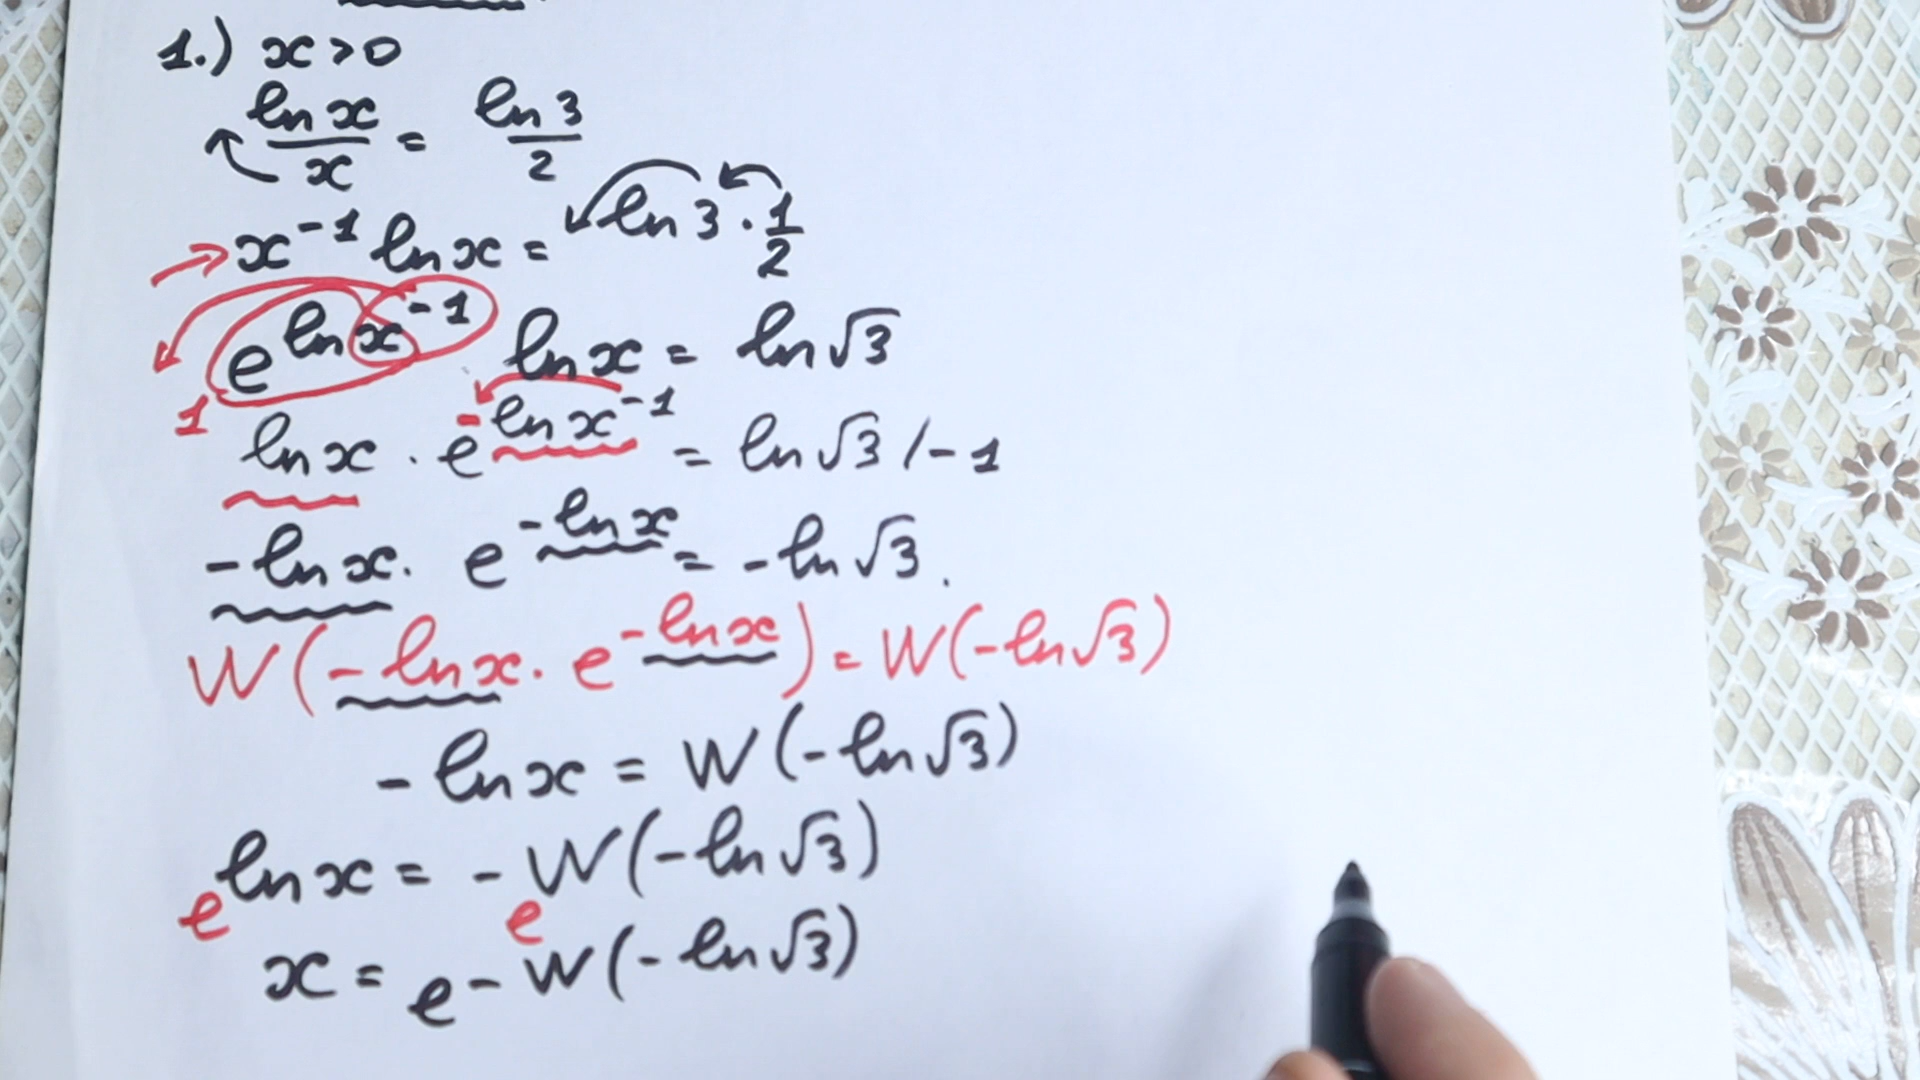 1.) x > 0
ln x / x = ln 3 / 2
x⁻¹ ln x = ln 3 · 1/2
e^(ln x⁻¹) ln x = ln √3
1 ln x · e^(- ln x⁻¹) = ln √3 / -1
- ln x · e^(- ln x) = - ln √3.
W(- ln x · e^(- ln x)) = W(- ln √3)
- ln x = W(- ln √3)
e^(ln x) = e^(- W(- ln √3))
x = e^(- W(- ln √3))